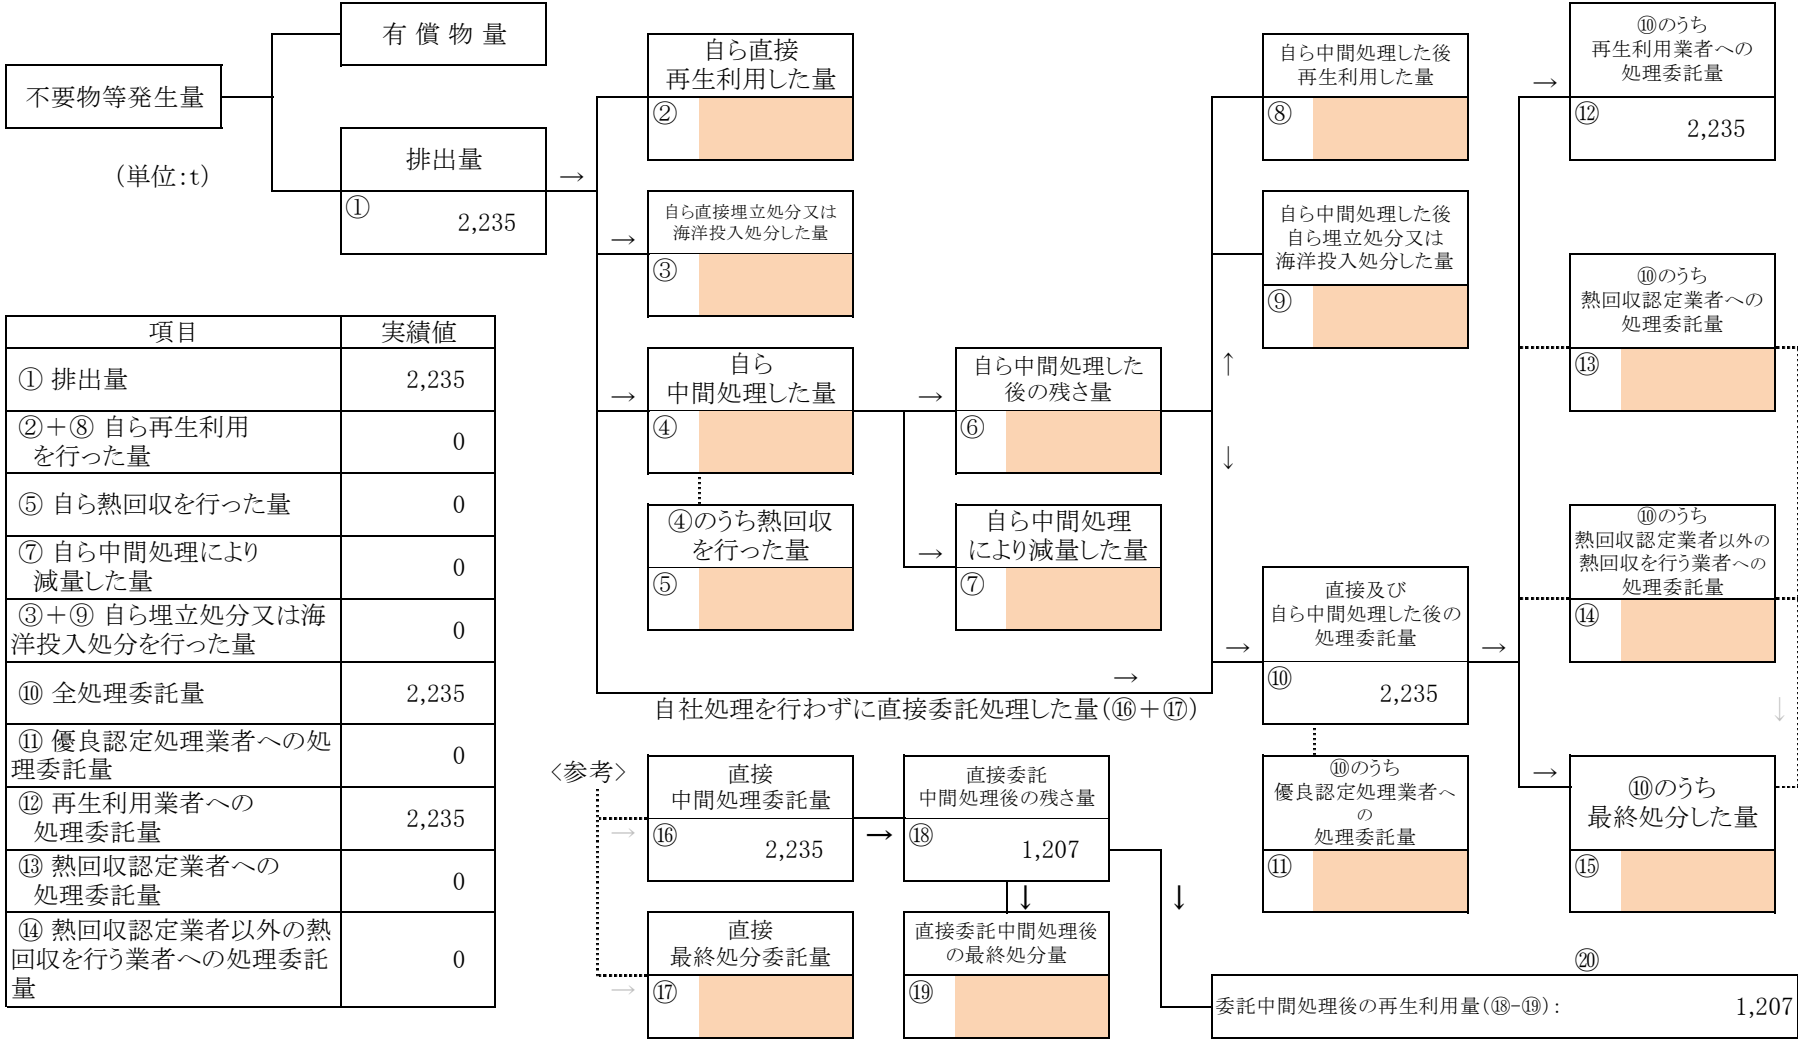 不要物等発生量
(単位:t)
有償物量
排出量
①
2,235
→
自ら直接
再生利用した量
②
→
自ら直接埋立処分又は
海洋投入処分した量
③
→
自ら
中間処理した量
④
④のうち熱回収
を行った量
⑤
→
自ら中間処理した
後の残さ量
⑥
→
自ら中間処理
により減量した量
⑦
自ら中間処理した後
再生利用した量
⑧
自ら中間処理した後
自ら埋立処分又は
海洋投入処分した量
⑨
↑
↓
→
自社処理を行わずに直接委託処理した量(⑯+⑰)
→
直接及び
自ら中間処理した後の
処理委託量
⑩
2,235
→
⑩のうち
優良認定処理業者へ
の
処理委託量
⑪
→
⑩のうち
再生利用業者への
処理委託量
⑫
2,235
⑩のうち
熱回収認定業者への
処理委託量
⑬
⑩のうち
熱回収認定業者以外の
熱回収を行う業者への
処理委託量
⑭
↓
→
⑩のうち
最終処分した量
⑮
項目
実績値
① 排出量
2,235
②+⑧ 自ら再生利用
を行った量
0
⑤ 自ら熱回収を行った量
0
⑦ 自ら中間処理により
減量した量
0
③+⑨ 自ら埋立処分又は海
洋投入処分を行った量
0
⑩ 全処理委託量
2,235
⑪ 優良認定処理業者への処
理委託量
0
⑫ 再生利用業者への
処理委託量
2,235
⑬ 熱回収認定業者への
処理委託量
0
⑭ 熱回収認定業者以外の熱
回収を行う業者への処理委託
量
0
<参考>
→
直接
中間処理委託量
⑯
2,235
→
直接委託
中間処理後の残さ量
⑱
1,207
↓
↓
→
直接
最終処分委託量
⑰
直接委託中間処理後
の最終処分量
⑲
⑳
委託中間処理後の再生利用量(⑱-⑲):
1,207